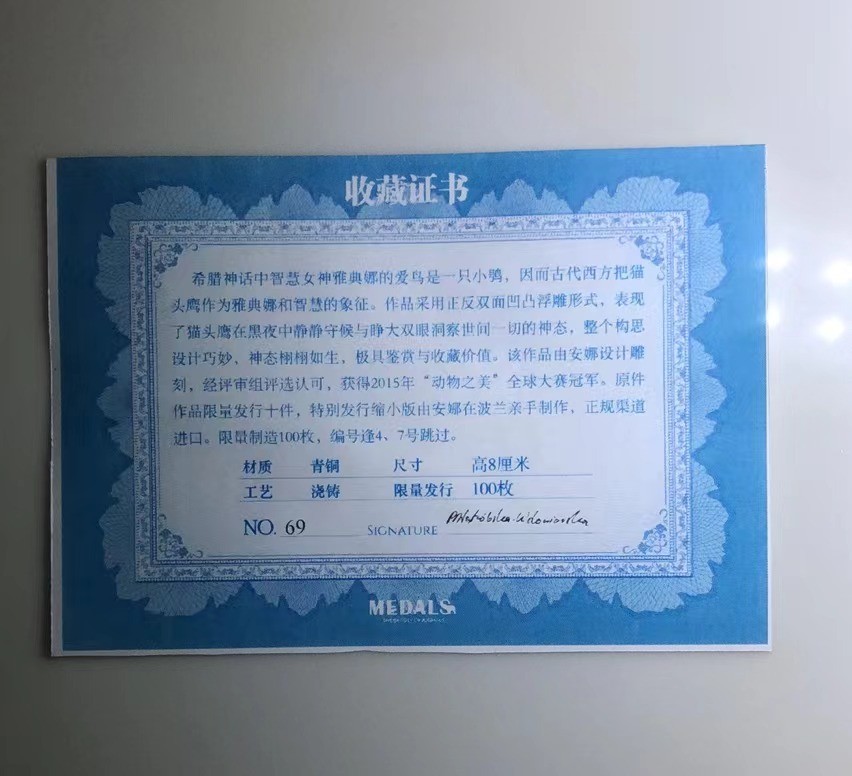 收藏证书
希腊神话中智慧女神雅典娜的爱鸟是一只小鸮，因而古代西方把猫
头鹰作为雅典娜和智慧的象征。作品采用正反双面凹凸浮雕形式，表现
了猫头鹰在黑夜中静静守候与睁大双眼洞察世间一切的神态，整个构思
设计巧妙、神态栩栩如生，极具鉴赏与收藏价值。该作品由安娜设计雕
刻，经评审组评选认可，获得2015年“动物之美”全球大赛冠军。原件
作品限量发行十件，特别发行缩小版由安娜在波兰亲手制作，正规渠道
进口。限量制造100枚，编号逢4、7号跳过。
材质 青铜 尺寸 高8厘米
工艺 浇铸 限量发行 100枚
NO. 69 SIGNATURE
MEDALS